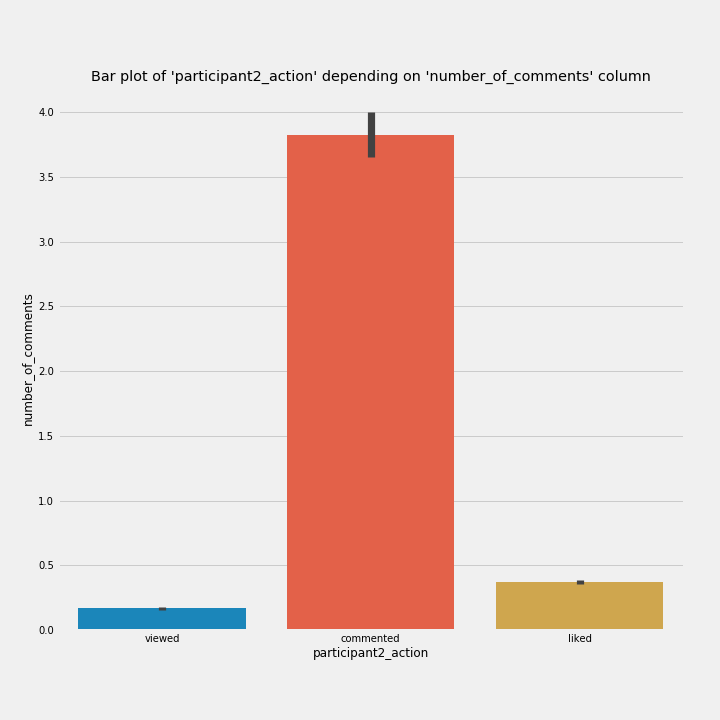 Bar plot of 'participant2_action' depending on 'number_of_comments' column
4.0
3.5
3.0
2.5
2.0
1.5
1.0
0.5
0.0
number_of_comments
viewed commented liked
participant2_action